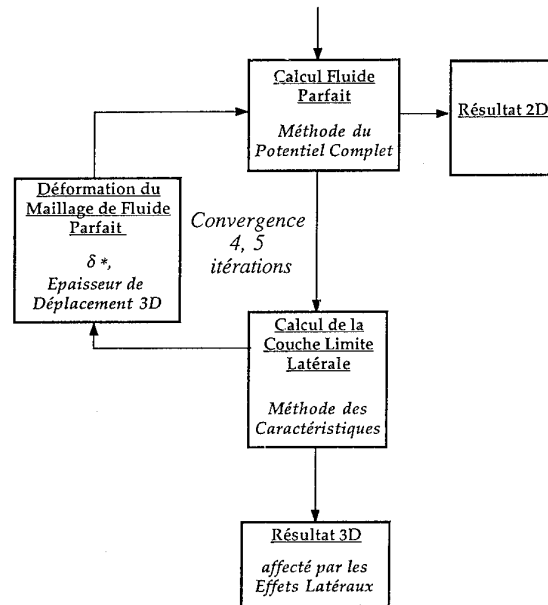 Calcul Fluide
Parfait
Méthode du
Potentiel Complet
Résultat 2D
Déformation du
Maillage de Fluide
Parfait
δ *,
Epaisseur de
Déplacement 3D
Convergence
4, 5
itérations
Calcul de la
Couche Limite
Latérale
Méthode des
Caractéristiques
Résultat 3D
affecté par les
Effets Latéraux